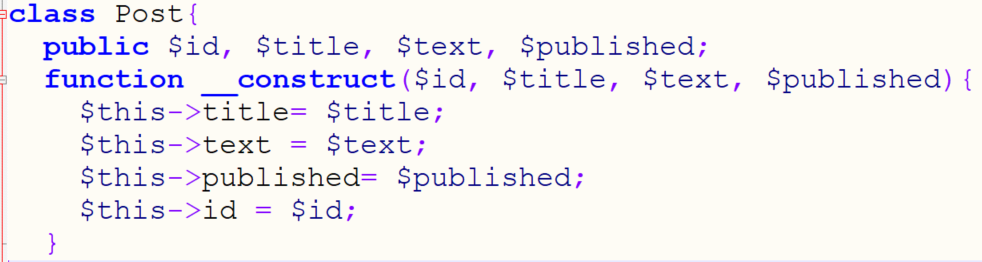 class Post{
  public $id, $title, $text, $published;
  function __construct($id, $title, $text, $published){
    $this->title= $title;
    $this->text = $text;
    $this->published= $published;
    $this->id = $id;
  }